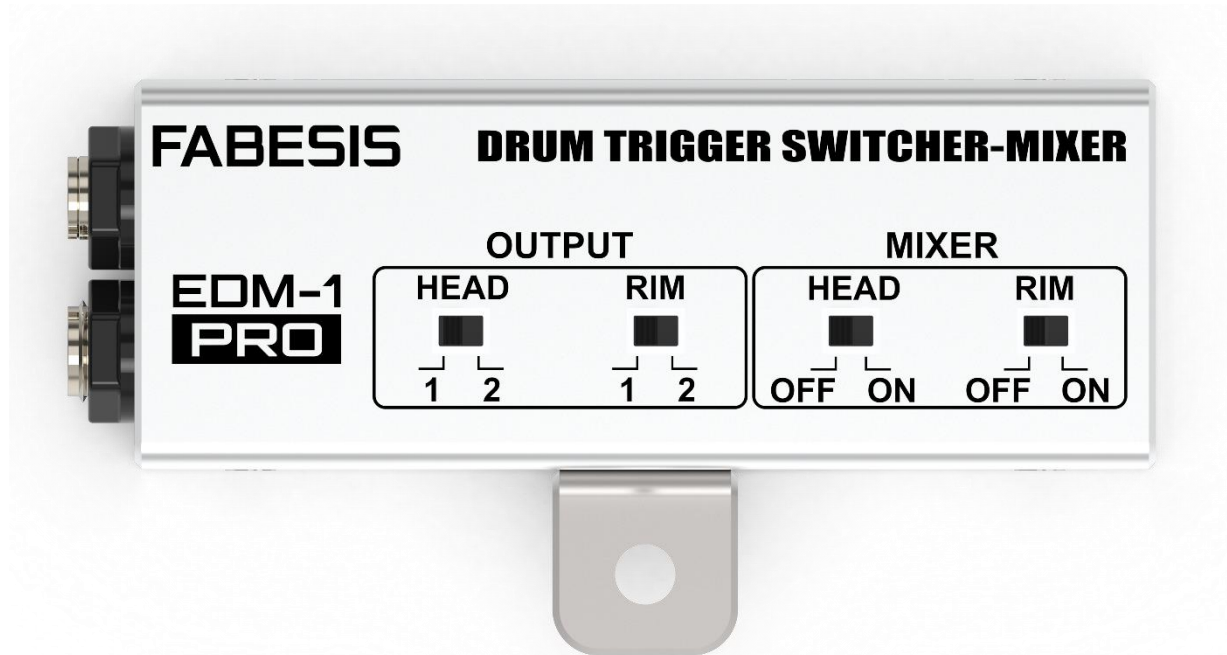 FABESIS DRUM TRIGGER SWITCHER-MIXER
EDM-1
PRO
OUTPUT MIXER
HEAD RIM HEAD RIM
1 2 1 2 OFF ON OFF ON